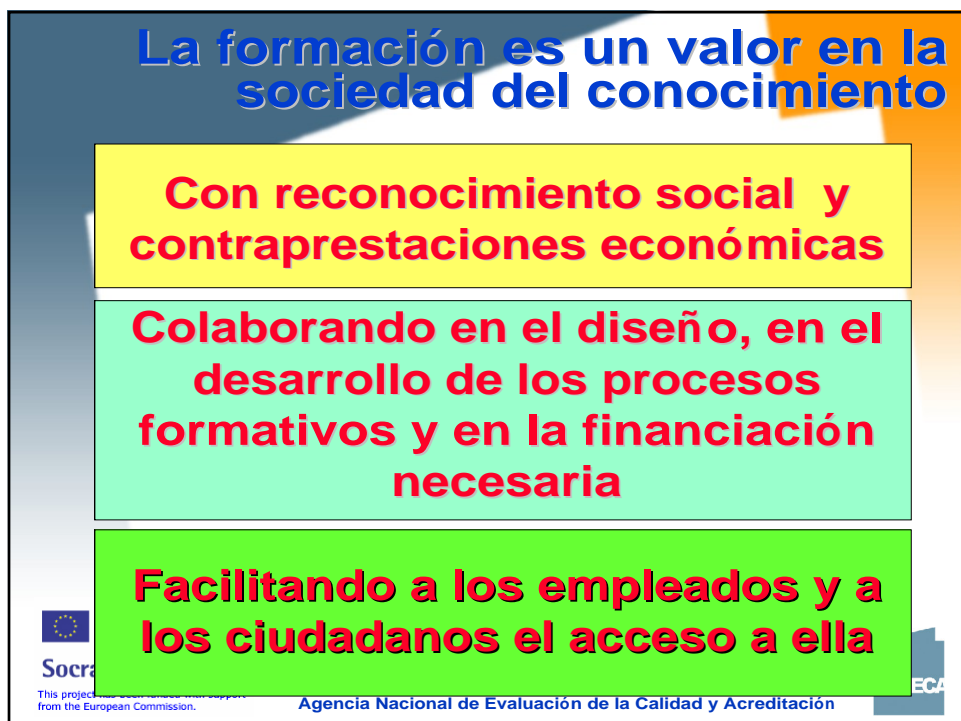 La formación es un valor en la
sociedad del conocimiento
Con reconocimiento social y
contraprestaciones económicas
Colaborando en el diseño, en el
desarrollo de los procesos
formativos y en la financiación
necesaria
Facilitando a los empleados y a
los ciudadanos el acceso a ella
This project
from the European Commission.
Agencia Nacional de Evaluación de la Calidad y Acreditación